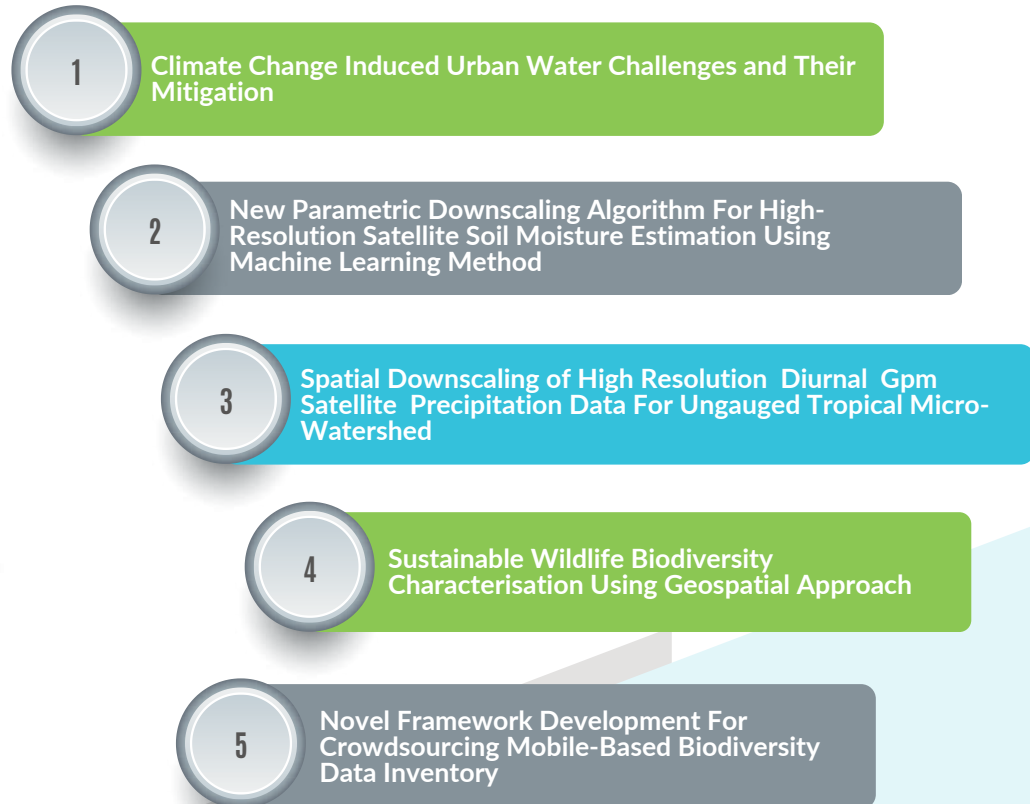 1
Climate Change Induced Urban Water Challenges and Their
Mitigation
2
New Parametric Downscaling Algorithm For High-
Resolution Satellite Soil Moisture Estimation Using
Machine Learning Method
3
Spatial Downscaling of High Resolution Diurnal Gpm
Satellite Precipitation Data For Ungauged Tropical Micro-
Watershed
4
Sustainable Wildlife Biodiversity
Characterisation Using Geospatial Approach
5
Novel Framework Development For
Crowdsourcing Mobile-Based Biodiversity
Data Inventory